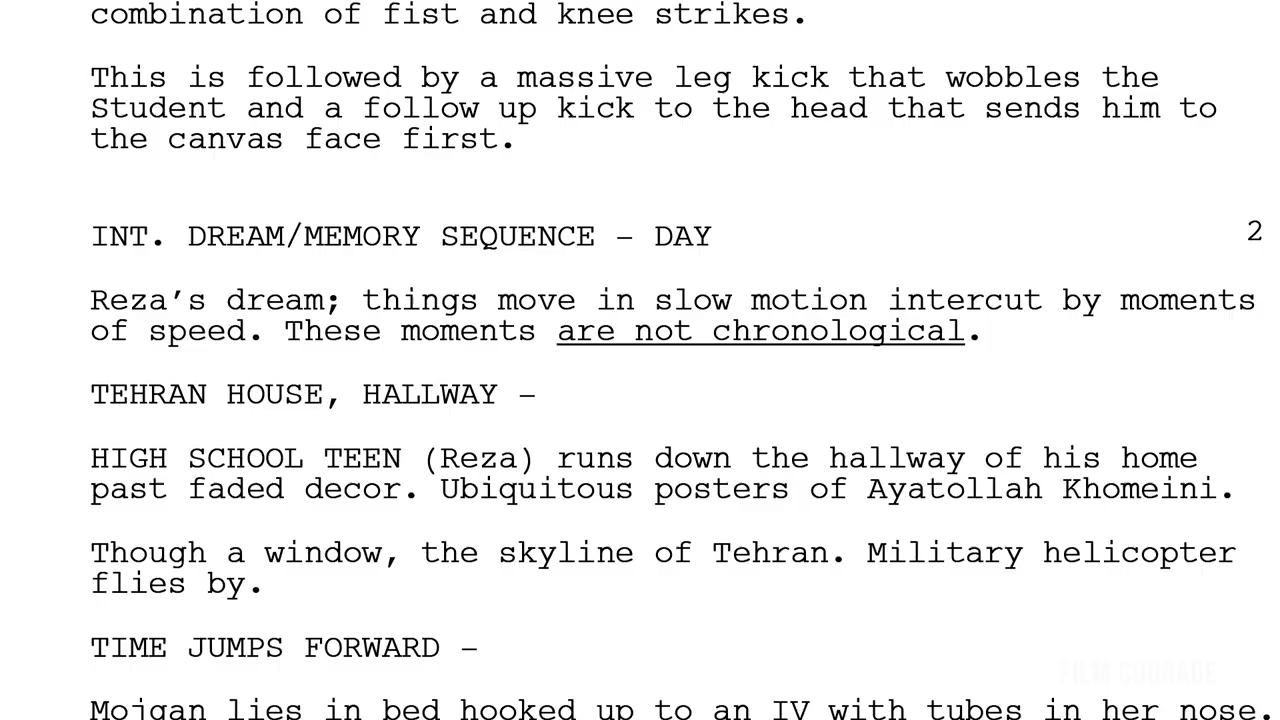 combination of fist and knee strikes.
This is followed by a massive leg kick that wobbles the
Student and a follow up kick to the head that sends him to
the canvas face first.
INT. DREAM/MEMORY SEQUENCE – DAY 2
Reza’s dream; things move in slow motion intercut by moments
of speed. These moments are not chronological.
TEHRAN HOUSE, HALLWAY –
HIGH SCHOOL TEEN (Reza) runs down the hallway of his home
past faded decor. Ubiquitous posters of Ayatollah Khomeini.
Though a window, the skyline of Tehran. Military helicopter
flies by.
TIME JUMPS FORWARD –
FILM COURAGE
Mojgan lies in bed hooked up to an IV with tubes in her nose.